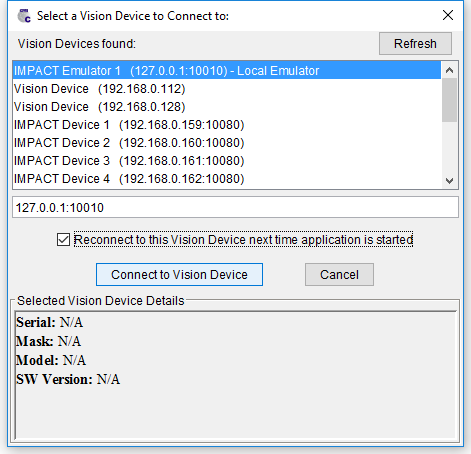 Select a Vision Device to Connect to:
Vision Devices found:
Refresh
IMPACT Emulator 1 (127.0.0.1:10010) - Local Emulator
Vision Device (192.168.0.112)
Vision Device (192.168.0.128)
IMPACT Device 1 (192.168.0.159:10080)
IMPACT Device 2 (192.168.0.160:10080)
IMPACT Device 3 (192.168.0.161:10080)
IMPACT Device 4 (192.168.0.162:10080)
127.0.0.1:10010
Reconnect to this Vision Device next time application is started
Connect to Vision Device
Cancel
Selected Vision Device Details
Serial: N/A
Mask: N/A
Model: N/A
SW Version: N/A